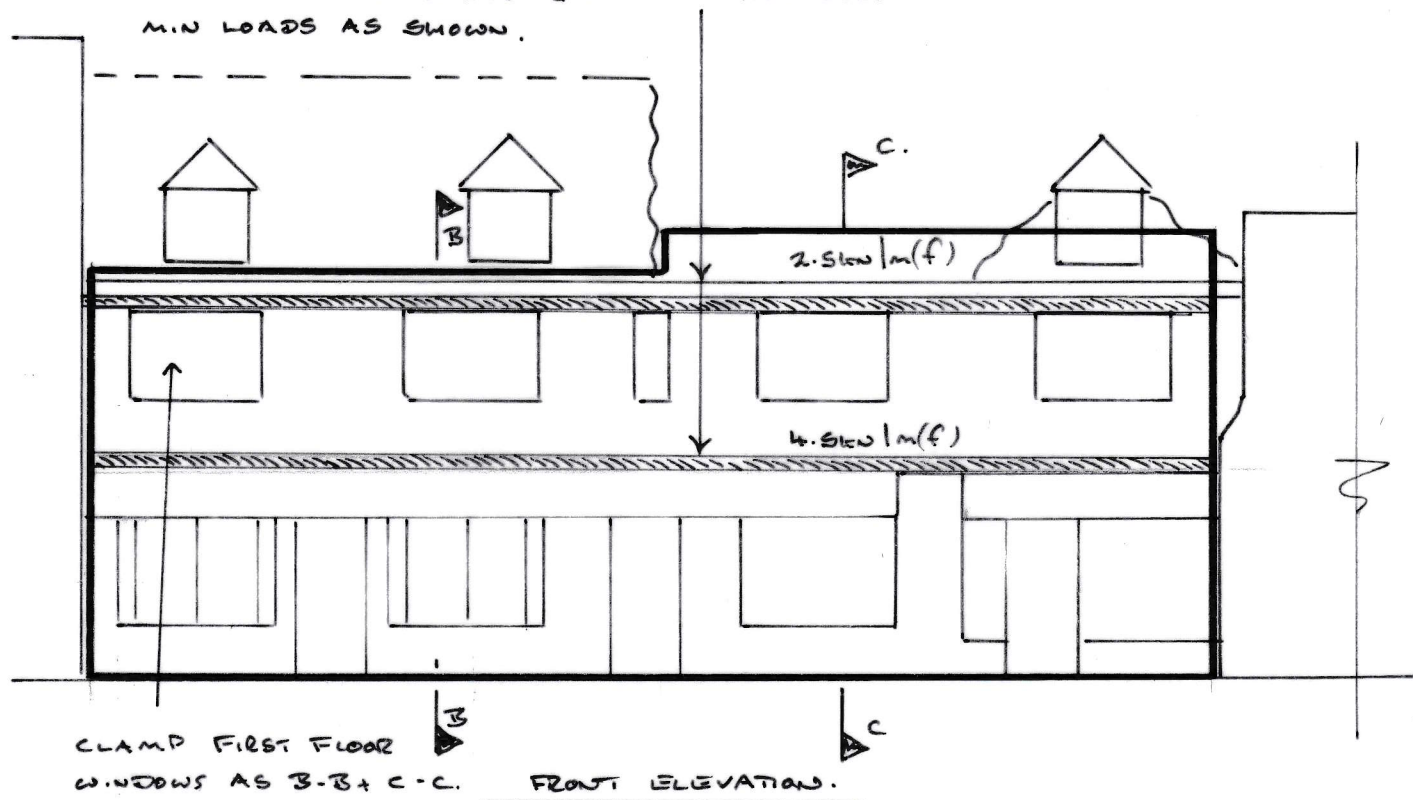 MIN LOADS AS SHOWN.
C.
B
2.5kN/m(f)
4.5kN/m(f)
B
C
CLAMP FIRST FLOOR
WINDOWS AS B-B + C-C.
FRONT ELEVATION.